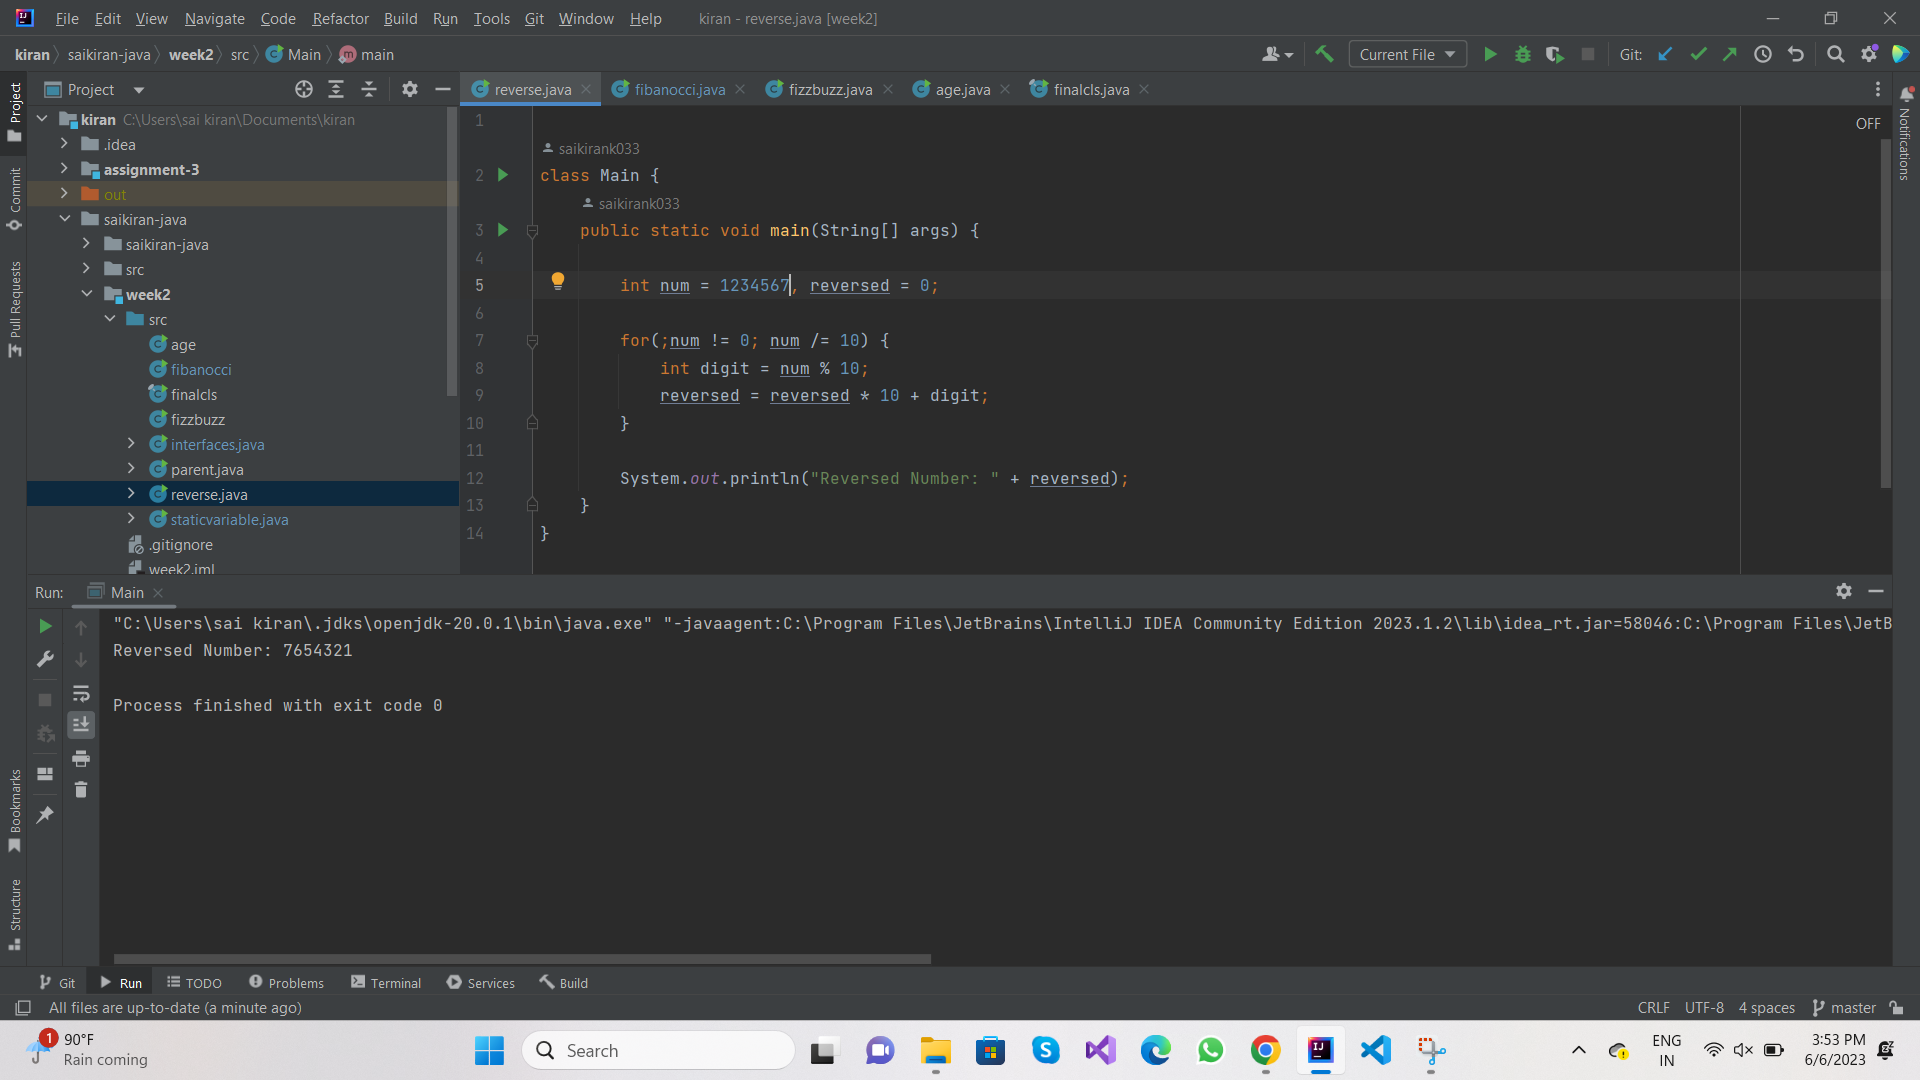 File Edit View Navigate Code Refactor Build Run Tools Git Window Help kiran - reverse.java [week2]
kiran saikiran-java week2 src Main main Current File Git:
Project
reverse.java fibanocci.java fizzbuzz.java age.java finalcls.java
kiran C:\Users\sai kiran\Documents\kiran
.idea
assignment-3
out
saikiran-java
saikiran-java
src
week2
src
age
fibanocci
finalcls
fizzbuzz
interfaces.java
parent.java
reverse.java
staticvariable.java
.gitignore
week2.iml
Project
Commit
Pull Requests
Bookmarks
Structure
OFF
Notifications
1
saikirank033
2 class Main {
saikirank033
3 public static void main(String[] args) {
4
5 int num = 1234567, reversed = 0;
6
7 for(;num != 0; num /= 10) {
8 int digit = num % 10;
9 reversed = reversed * 10 + digit;
10 }
11
12 System.out.println("Reversed Number: " + reversed);
13 }
14 }
Run: Main
"C:\Users\sai kiran\.jdks\openjdk-20.0.1\bin\java.exe" "-javaagent:C:\Program Files\JetBrains\IntelliJ IDEA Community Edition 2023.1.2\lib\idea_rt.jar=58046:C:\Program Files\JetB
Reversed Number: 7654321
Process finished with exit code 0
Git Run TODO Problems Terminal Services Build
All files are up-to-date (a minute ago) CRLF UTF-8 4 spaces master
1 90°F
Rain coming
Search
ENG
IN
3:53 PM
6/6/2023